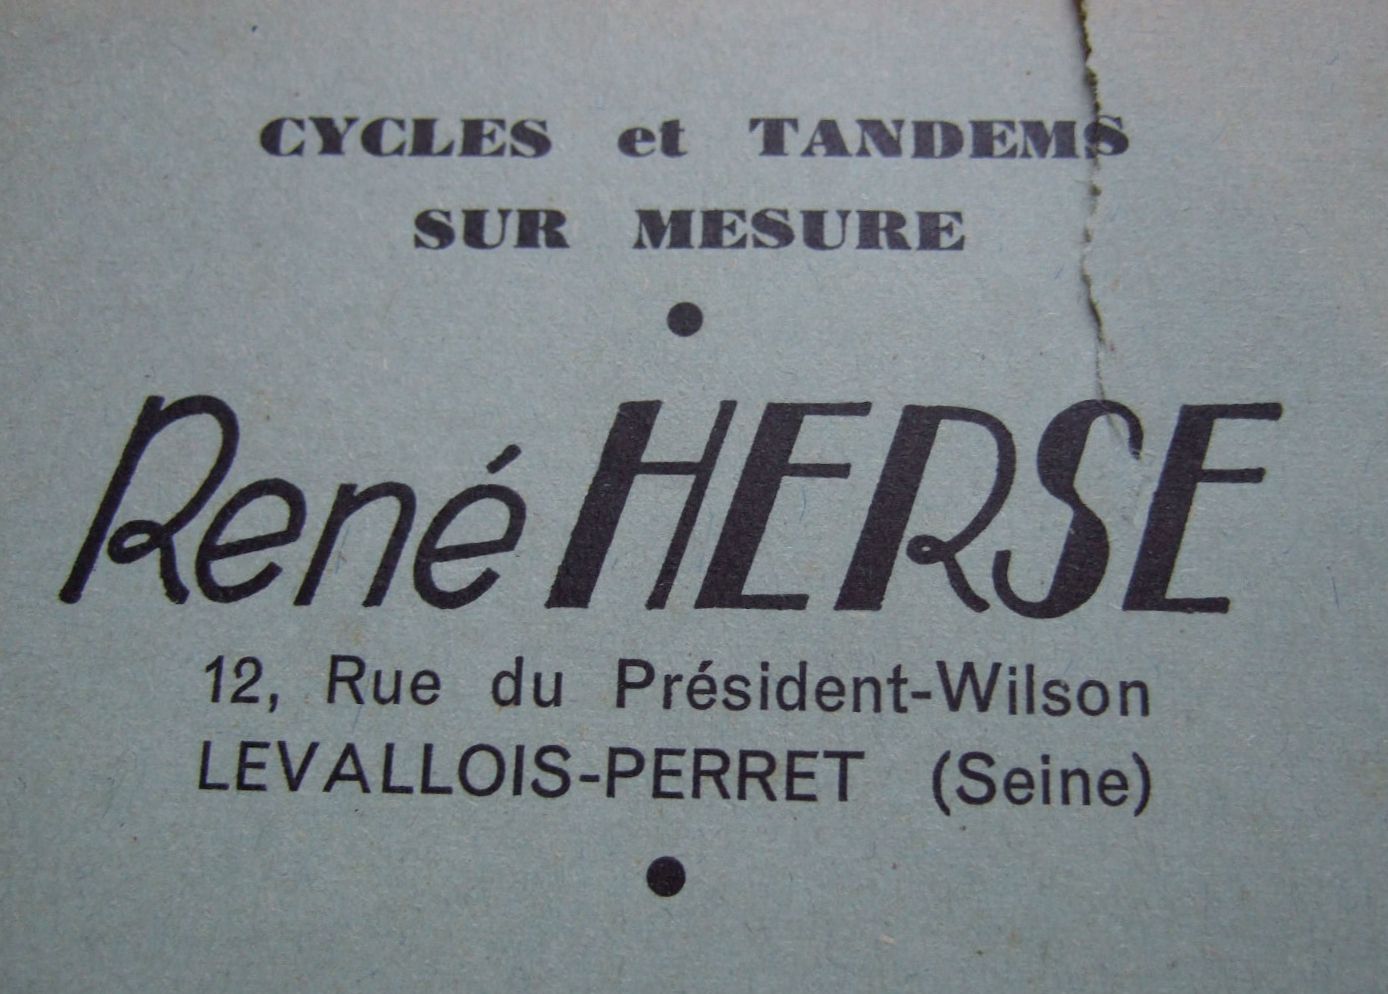 CYCLES et TANDEMS
SUR MESURE
René HERSE
12, Rue du Président-Wilson
LEVALLOIS-PERRET (Seine)